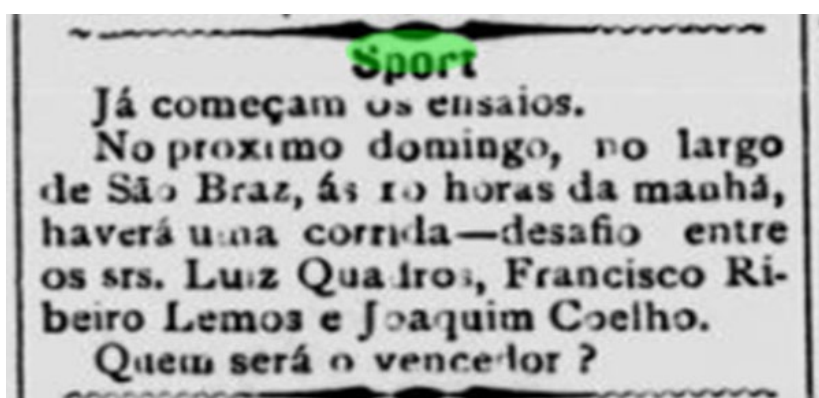 Sport
Já começam os ensaios.
No proximo domingo, no largo
de São Braz, ás 10 horas da manhã,
haverá uma corrida—desafio entre
os srs. Luiz Quadros, Francisco Ri-
beiro Lemos e Joaquim Coelho.
Quem será o vencedor ?